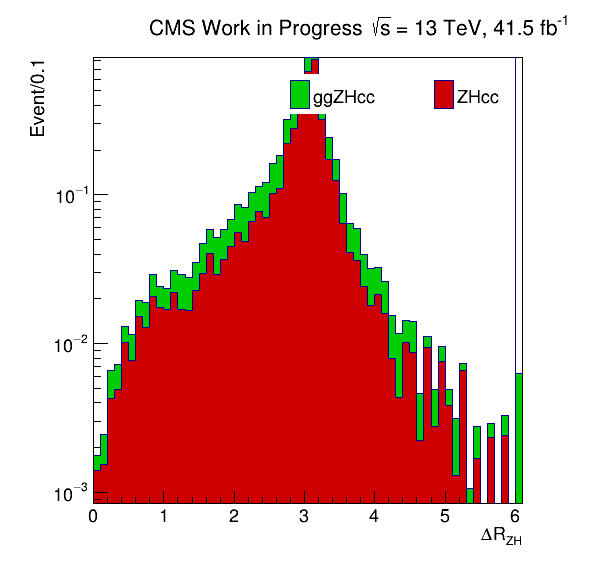 CMS Work in Progress √s = 13 TeV, 41.5 fb⁻¹
Event/0.1
ggZHcc ZHcc
10⁻¹
10⁻²
10⁻³
0 1 2 3 4 5 6
ΔR_ZH